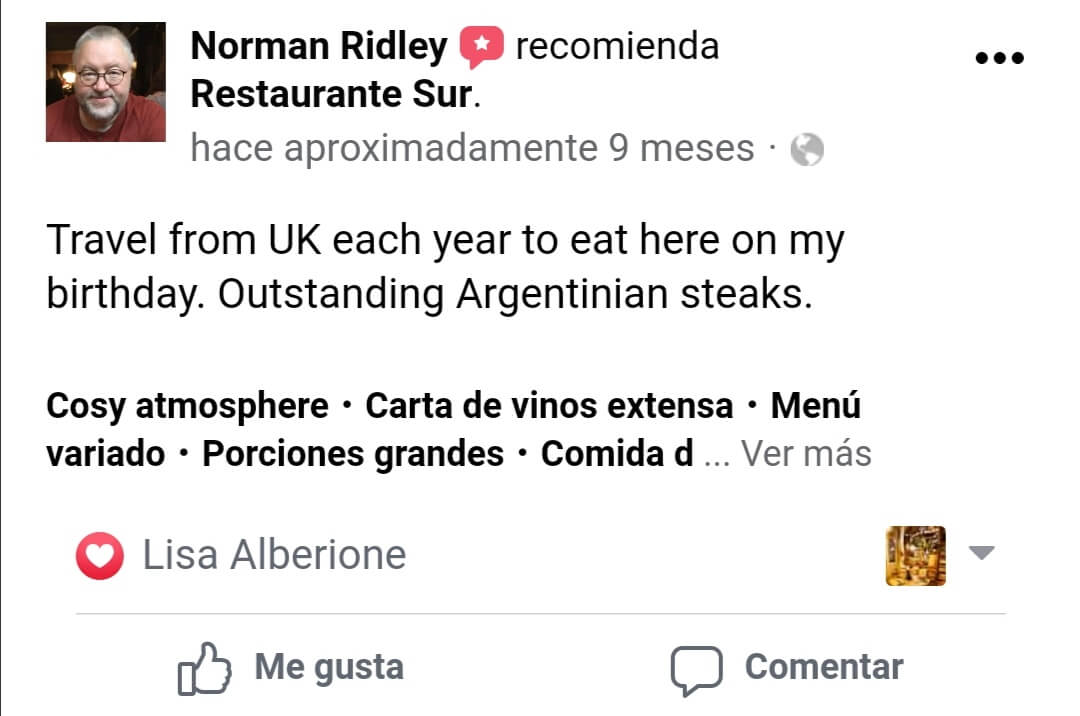 Norman Ridley recomienda
Restaurante Sur.
hace aproximadamente 9 meses ·
Travel from UK each year to eat here on my
birthday. Outstanding Argentinian steaks.
Cosy atmosphere · Carta de vinos extensa · Menú
variado · Porciones grandes · Comida d ... Ver más
Lisa Alberione
Me gusta
Comentar